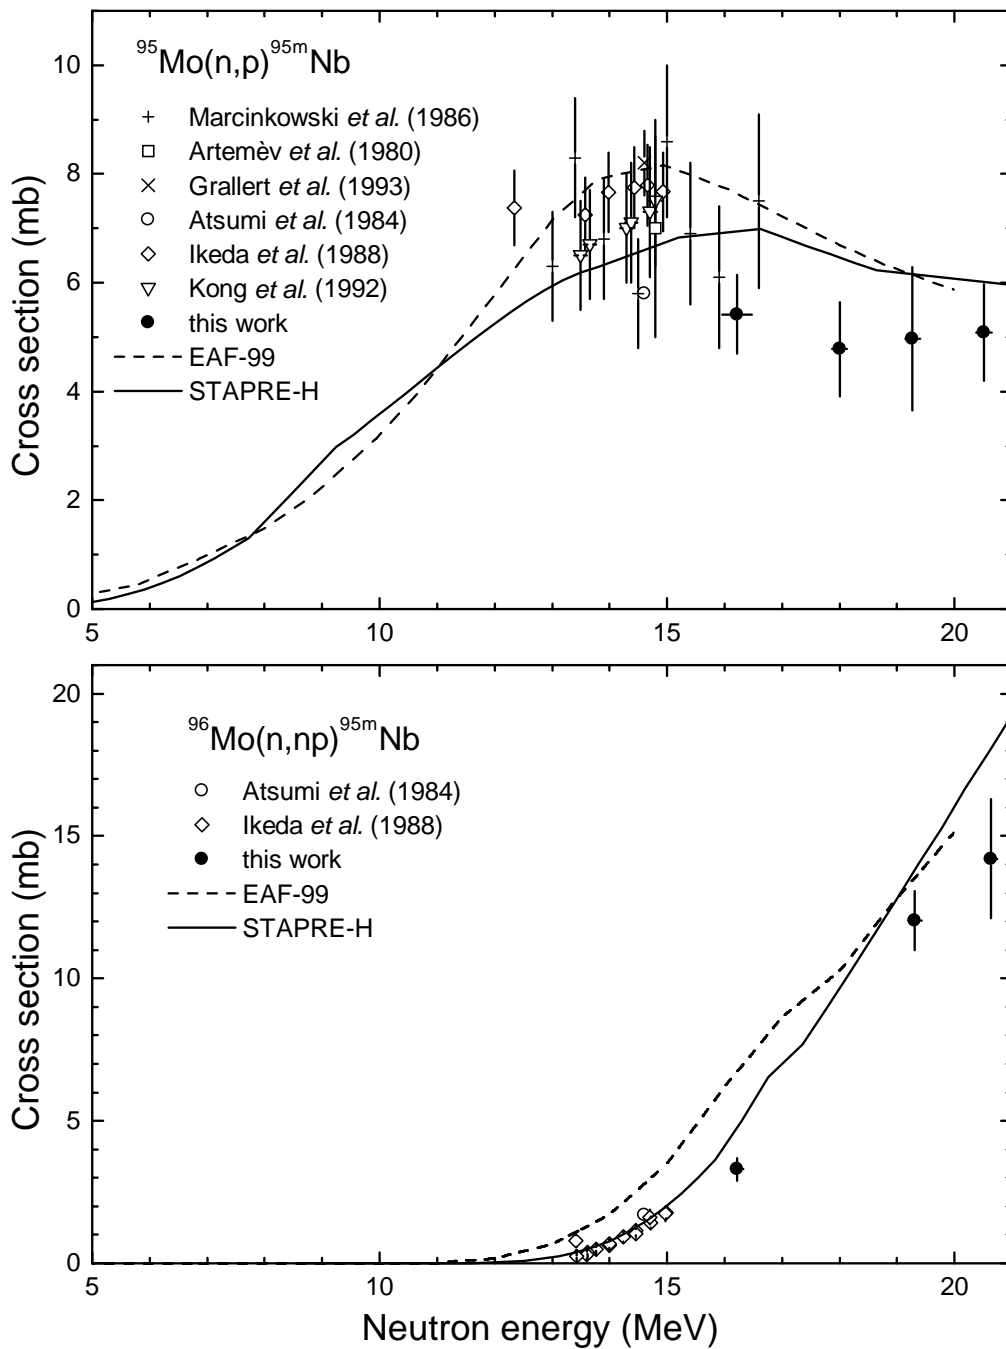 ⁹⁵Mo(n,p)⁹⁵ᵐNb
Marcinkowski et al. (1986)
Artemèv et al. (1980)
Grallert et al. (1993)
Atsumi et al. (1984)
Ikeda et al. (1988)
Kong et al. (1992)
this work
EAF-99
STAPRE-H
Cross section (mb)
10
8
6
4
2
0
5 10 15 20
⁹⁶Mo(n,np)⁹⁵ᵐNb
Atsumi et al. (1984)
Ikeda et al. (1988)
this work
EAF-99
STAPRE-H
Cross section (mb)
20
15
10
5
0
5 10 15 20
Neutron energy (MeV)